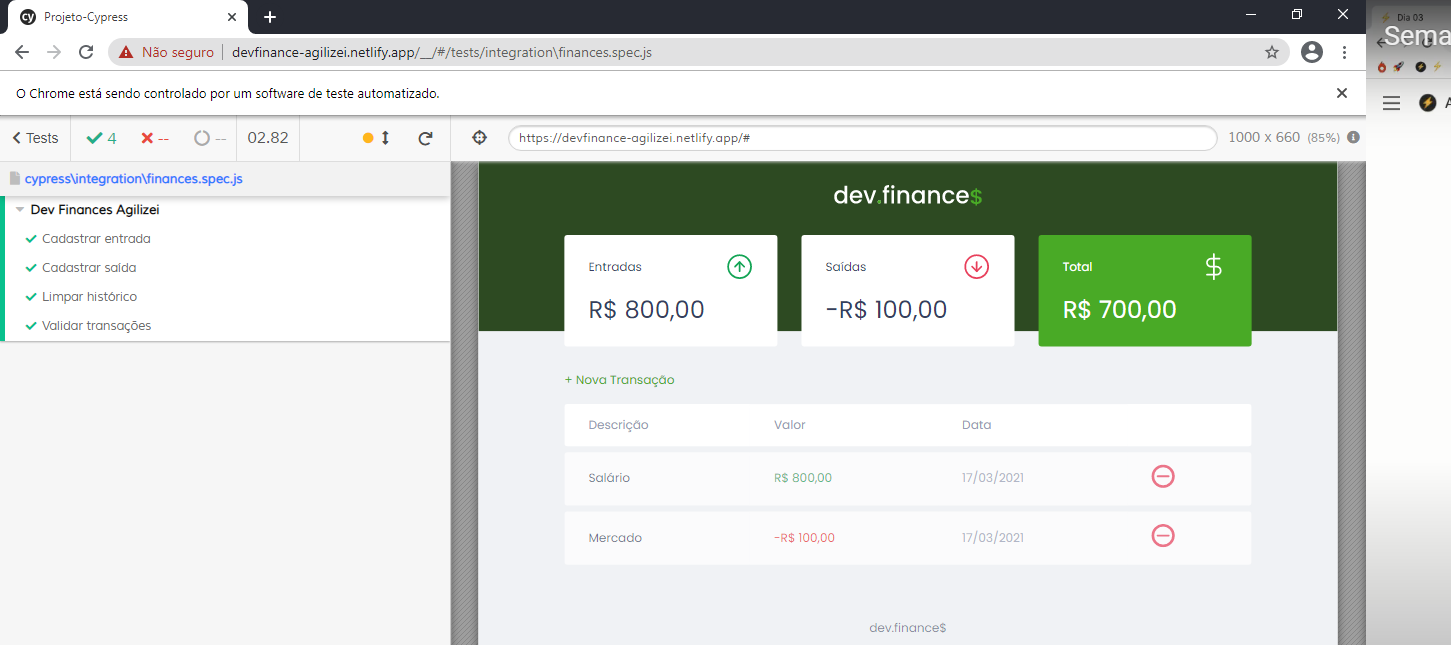 cy Projeto-Cypress
Não seguro | devfinance-agilizei.netlify.app/__/#/tests/integration\finances.spec.js
O Chrome está sendo controlado por um software de teste automatizado.
Tests 4 -- -- 02.82
https://devfinance-agilizei.netlify.app/# 1000 x 660 (85%)
cypress\integration\finances.spec.js
Dev Finances Agilizei
Cadastrar entrada
Cadastrar saída
Limpar histórico
Validar transações
dev.finance$
Entradas
R$ 800,00
Saídas
-R$ 100,00
Total
$
R$ 700,00
+ Nova Transação
Descrição Valor Data
Salário R$ 800,00 17/03/2021
Mercado -R$ 100,00 17/03/2021
dev.finance$
Dia 03
Sema
A